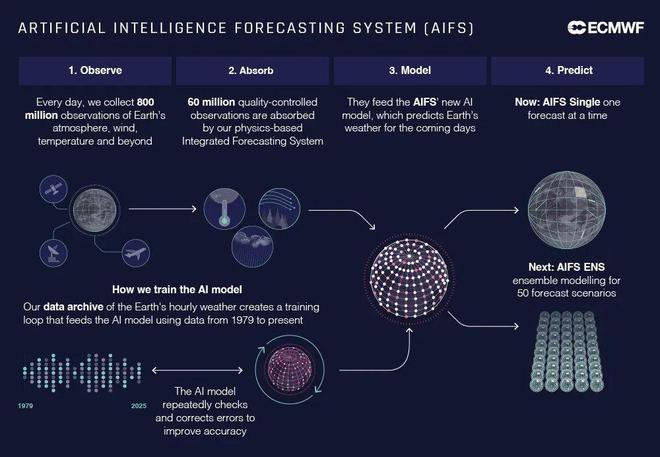 ARTIFICIAL INTELLIGENCE FORECASTING SYSTEM (AIFS)
ECMWF
1. Observe
Every day, we collect 800
million observations of Earth's
atmosphere, wind,
temperature and beyond
2. Absorb
60 million quality-controlled
observations are absorbed
by our physics-based
Integrated Forecasting System
3. Model
They feed the AIFS' new AI
model, which predicts Earth's
weather for the coming days
4. Predict
Now: AIFS Single one
forecast at a time
Next: AIFS ENS
ensemble modelling for
50 forecast scenarios
How we train the AI model
Our data archive of the Earth's hourly weather creates a training
loop that feeds the AI model using data from 1979 to present
1979
2025
The AI model
repeatedly checks
and corrects errors to
improve accuracy